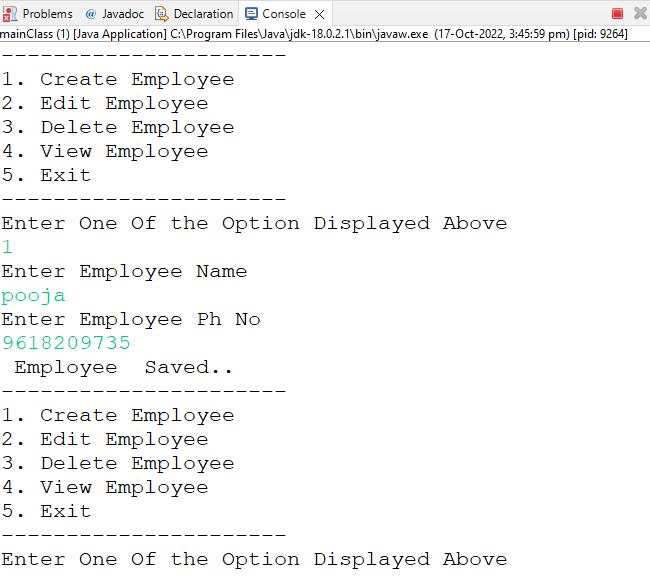 Problems @ Javadoc Declaration Console
mainClass (1) [Java Application] C:\Program Files\Java\jdk-18.0.2.1\bin\javaw.exe (17-Oct-2022, 3:45:59 pm) [pid: 9264]
----------------------
1. Create Employee
2. Edit Employee
3. Delete Employee
4. View Employee
5. Exit
----------------------
Enter One Of the Option Displayed Above
1
Enter Employee Name
pooja
Enter Employee Ph No
9618209735
 Employee  Saved..
----------------------
1. Create Employee
2. Edit Employee
3. Delete Employee
4. View Employee
5. Exit
----------------------
Enter One Of the Option Displayed Above